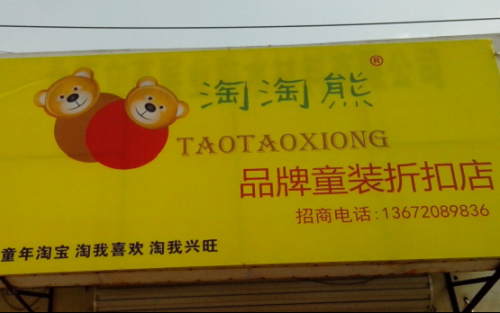 淘淘熊®
TAOTAOXIONG
品牌童装折扣店
招商电话:13672089836
童年淘宝 淘我喜欢 淘我兴旺